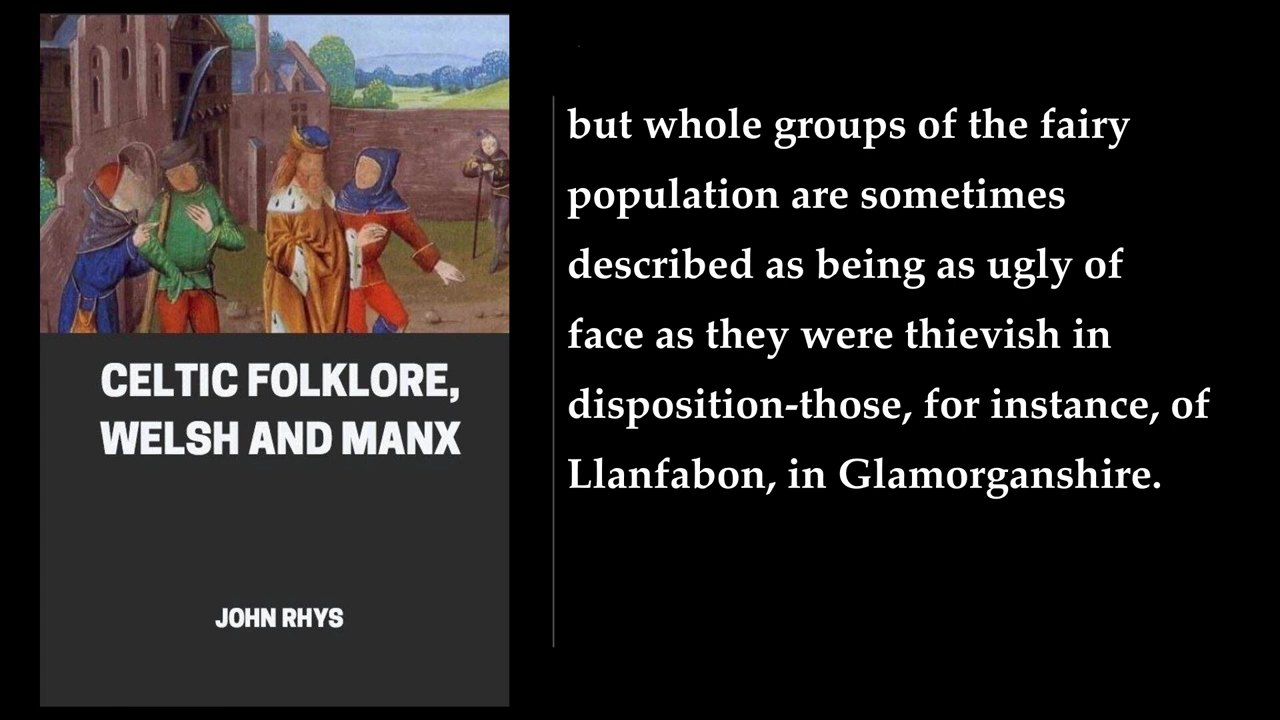 CELTIC FOLKLORE,
WELSH AND MANX
JOHN RHYS
but whole groups of the fairy
population are sometimes
described as being as ugly of
face as they were thievish in
disposition-those, for instance, of
Llanfabon, in Glamorganshire.